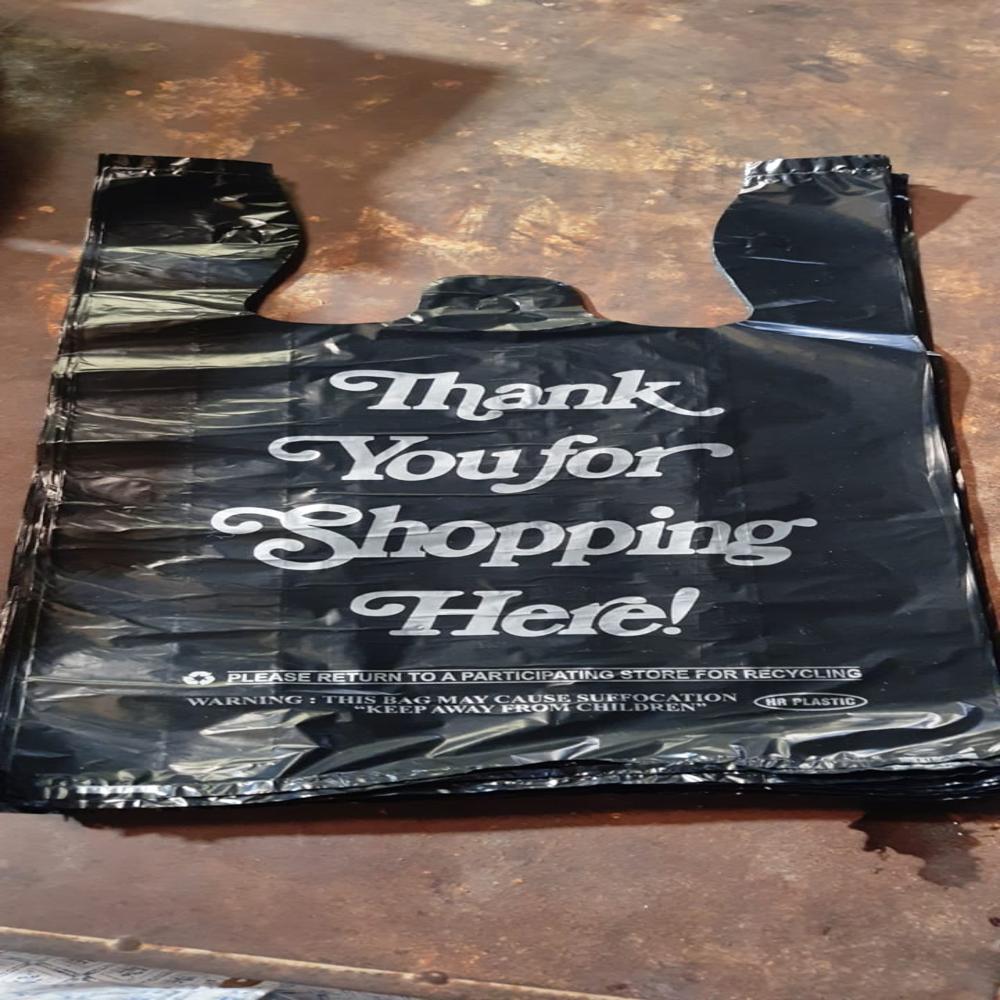 Thank
You for
Shopping
Here!
PLEASE RETURN TO A PARTICIPATING STORE FOR RECYCLING
WARNING : THIS BAG MAY CAUSE SUFFOCATION
"KEEP AWAY FROM CHILDREN"
HR PLASTIC